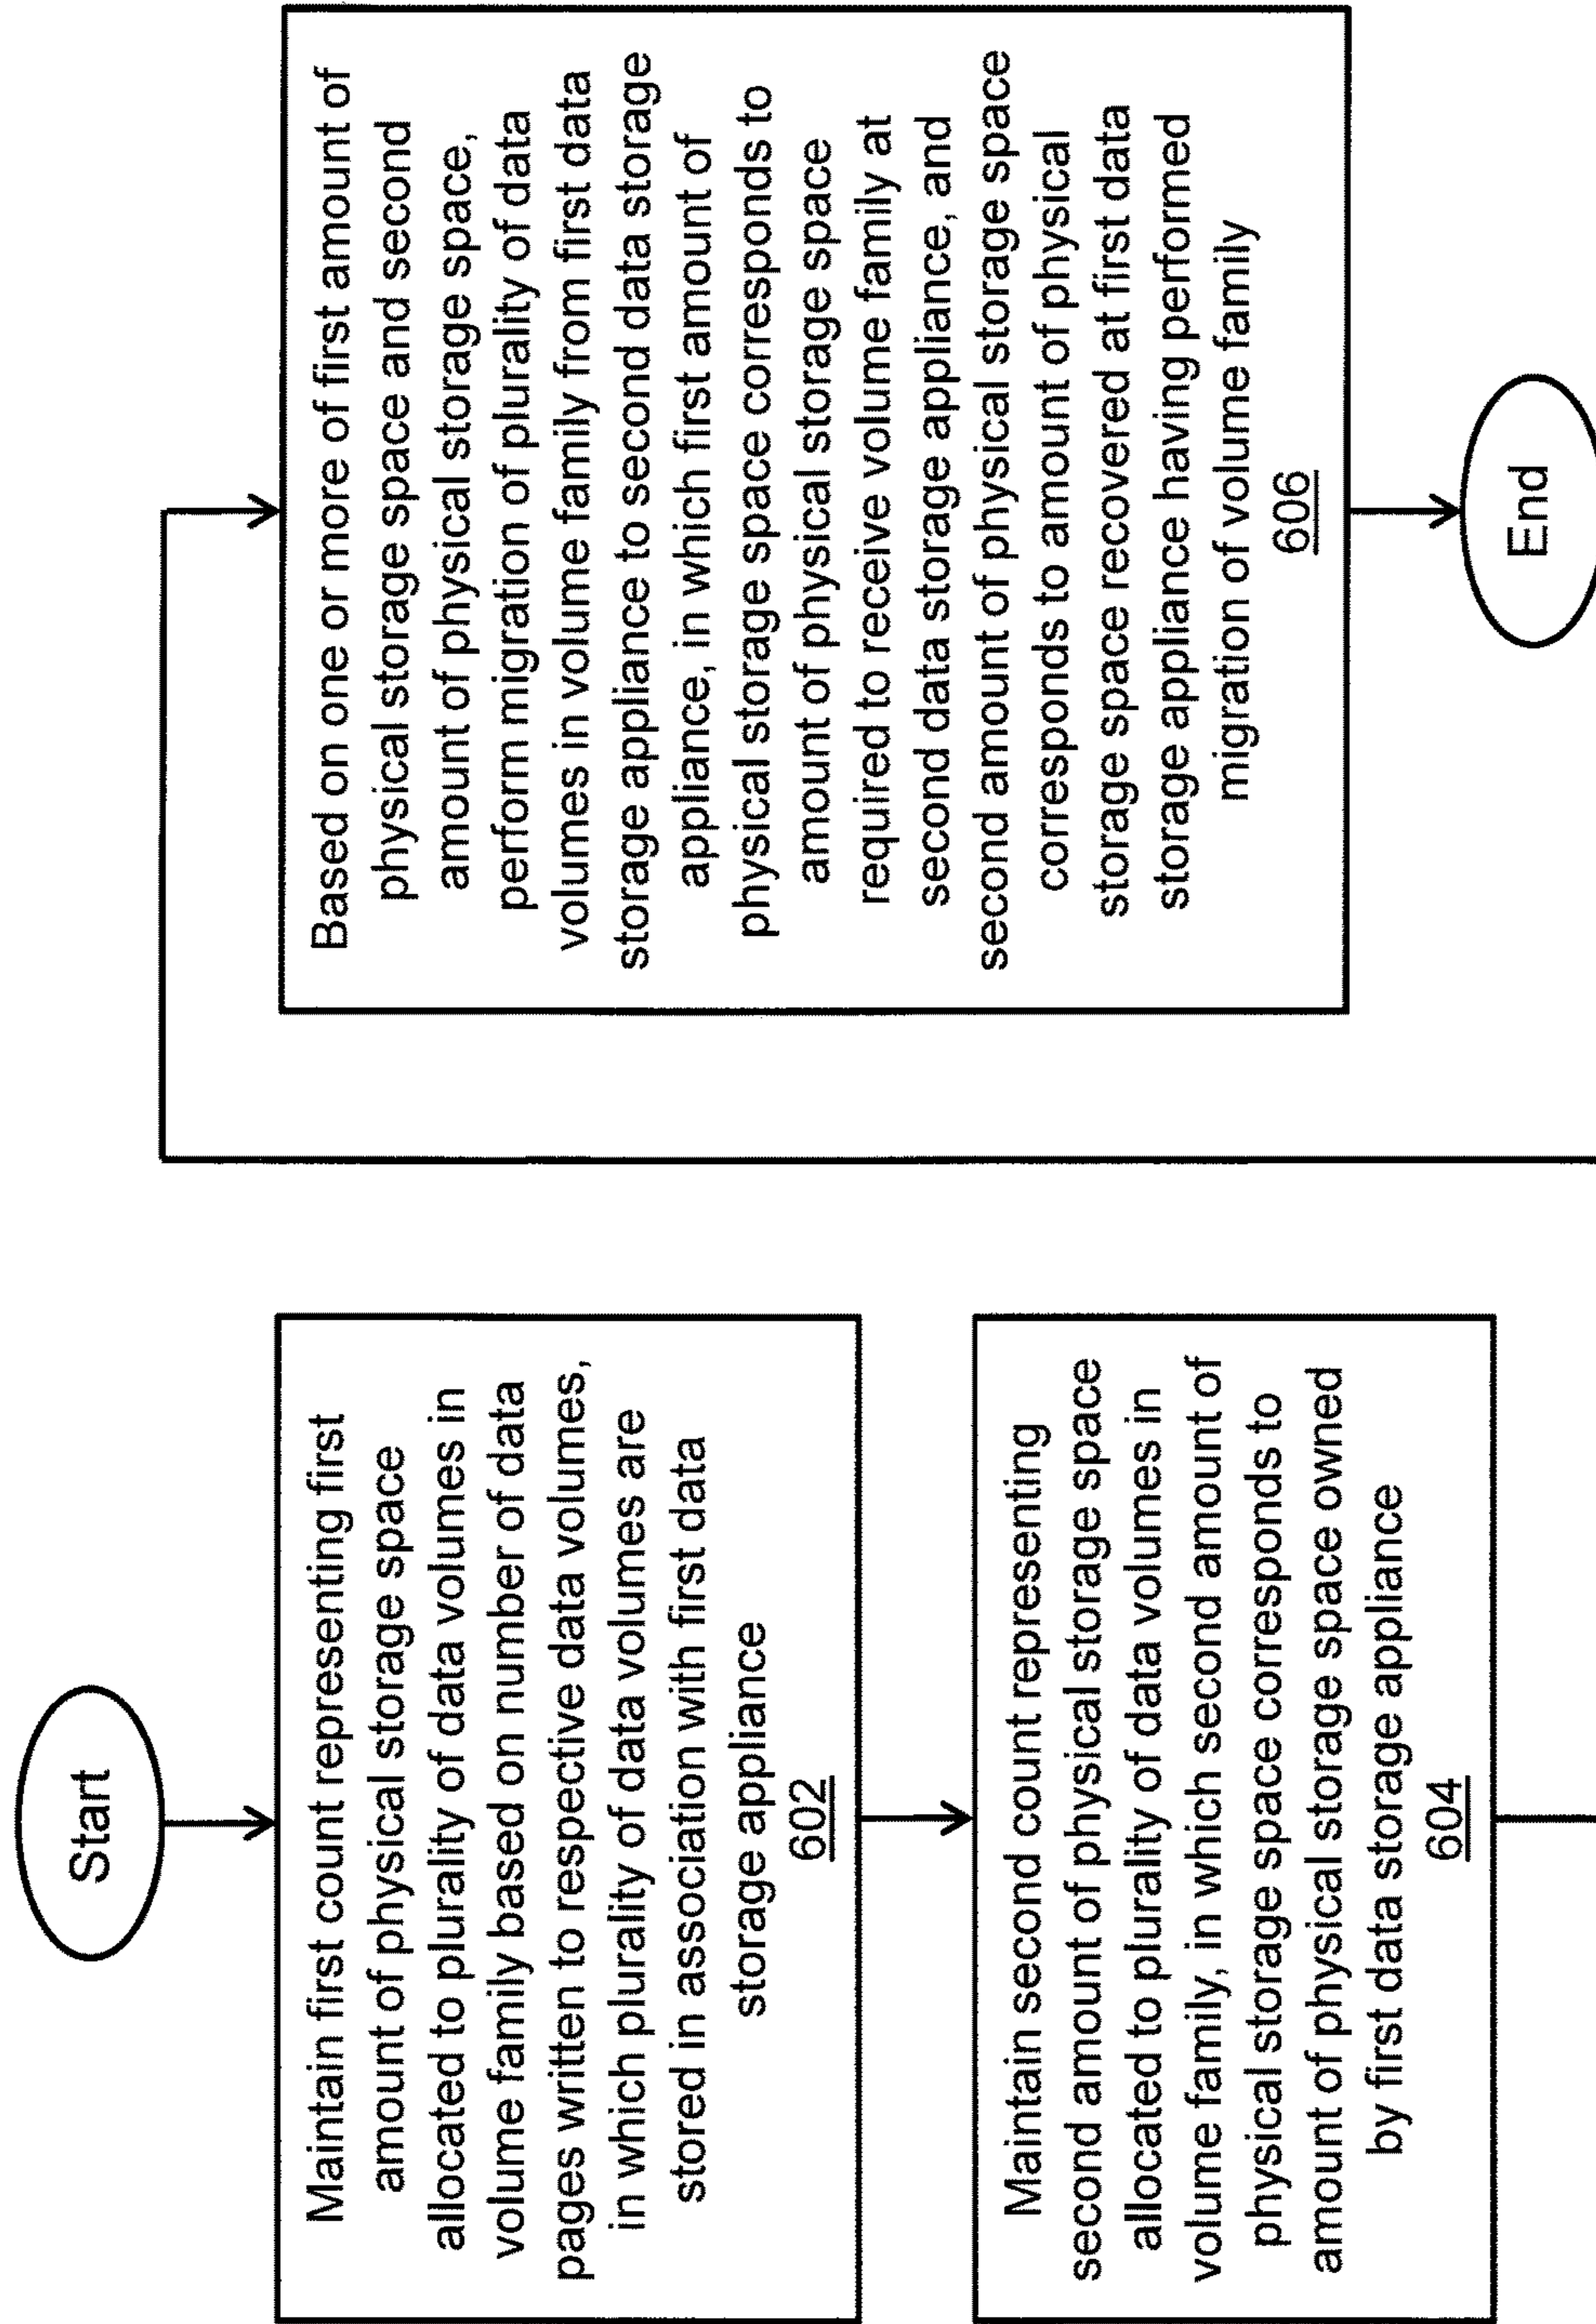 Start
Maintain first count representing first
amount of physical storage space
allocated to plurality of data volumes in
volume family based on number of data
pages written to respective data volumes,
in which plurality of data volumes are
stored in association with first data
storage appliance
602
Maintain second count representing
second amount of physical storage space
allocated to plurality of data volumes in
volume family, in which second amount of
physical storage space corresponds to
amount of physical storage space owned
by first data storage appliance
604
Based on one or more of first amount of
physical storage space and second
amount of physical storage space,
perform migration of plurality of data
volumes in volume family from first data
storage appliance to second data storage
appliance, in which first amount of
physical storage space corresponds to
amount of physical storage space
required to receive volume family at
second data storage appliance, and
second amount of physical storage space
corresponds to amount of physical
storage space recovered at first data
storage appliance having performed
migration of volume family
606
End